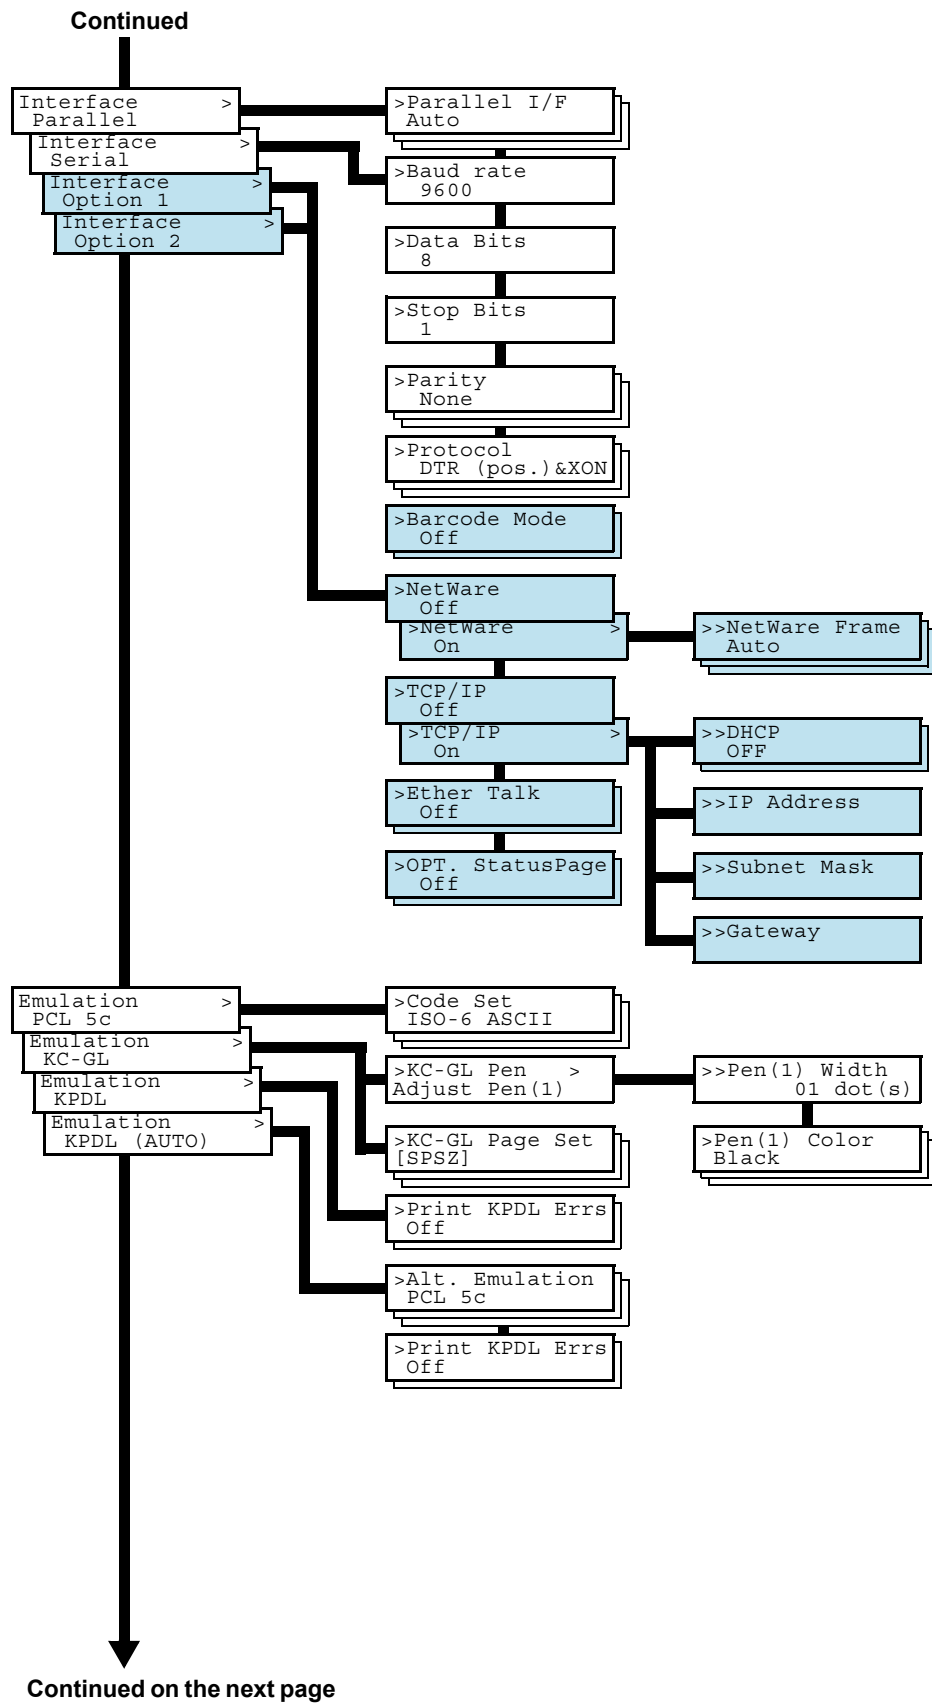 Continued
Interface >
Parallel
Interface >
Serial
Interface >
Option 1
Interface >
Option 2
>Parallel I/F
Auto
>Baud rate
9600
>Data Bits
8
>Stop Bits
1
>Parity
None
>Protocol
DTR (pos.)&XON
>Barcode Mode
Off
>NetWare
Off
>NetWare >
On
>>NetWare Frame
Auto
>TCP/IP
Off
>TCP/IP >
On
>>DHCP
OFF
>>IP Address
>>Subnet Mask
>>Gateway
>Ether Talk
Off
>OPT. StatusPage
Off
Emulation >
PCL 5c
Emulation >
KC-GL
Emulation >
KPDL
Emulation >
KPDL (AUTO)
>Code Set
ISO-6 ASCII
>KC-GL Pen >
Adjust Pen(1)
>>Pen(1) Width
01 dot(s)
>Pen(1) Color
Black
>KC-GL Page Set
[SPSZ]
>Print KPDL Errs
Off
>Alt. Emulation
PCL 5c
>Print KPDL Errs
Off
Continued on the next page